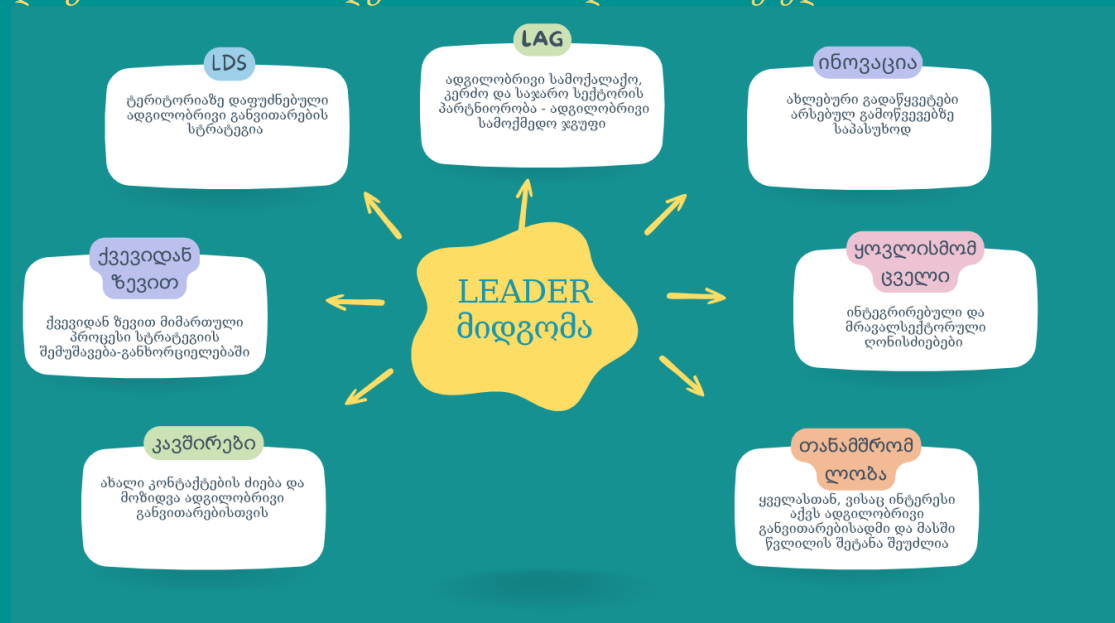 LAG
ადგილობრივი სამოქალაქო,
კერძო და საჯარო სექტორის
პარტნიორობა - ადგილობრივი
სამოქმედო ჯგუფი
LDS
ტერიტორიაზე დაფუძნებული
ადგილობრივი განვითარების
სტრატეგია
ინოვაცია
ახლებური გადაწყვეტები
არსებულ გამოწვევებზე
საპასუხოდ
ქვევიდან
ზევით
ქვევიდან ზევით მიმართული
პროცესი სტრატეგიის
შემუშავება-განხორციელებაში
LEADER
მიდგომა
ყოვლისმომ
ცველი
ინტეგრირებული და
მრავალსექტორული
ღონისძიებები
კავშირები
ახალი კონტაქტების ძიება და
მოზიდვა ადგილობრივი
განვითარებისთვის
თანამშრომ
ლობა
ყველასთან, ვისაც ინტერესი
აქვს ადგილობრივი
განვითარებისადმი და მასში
წვლილის შეტანა შეუძლია